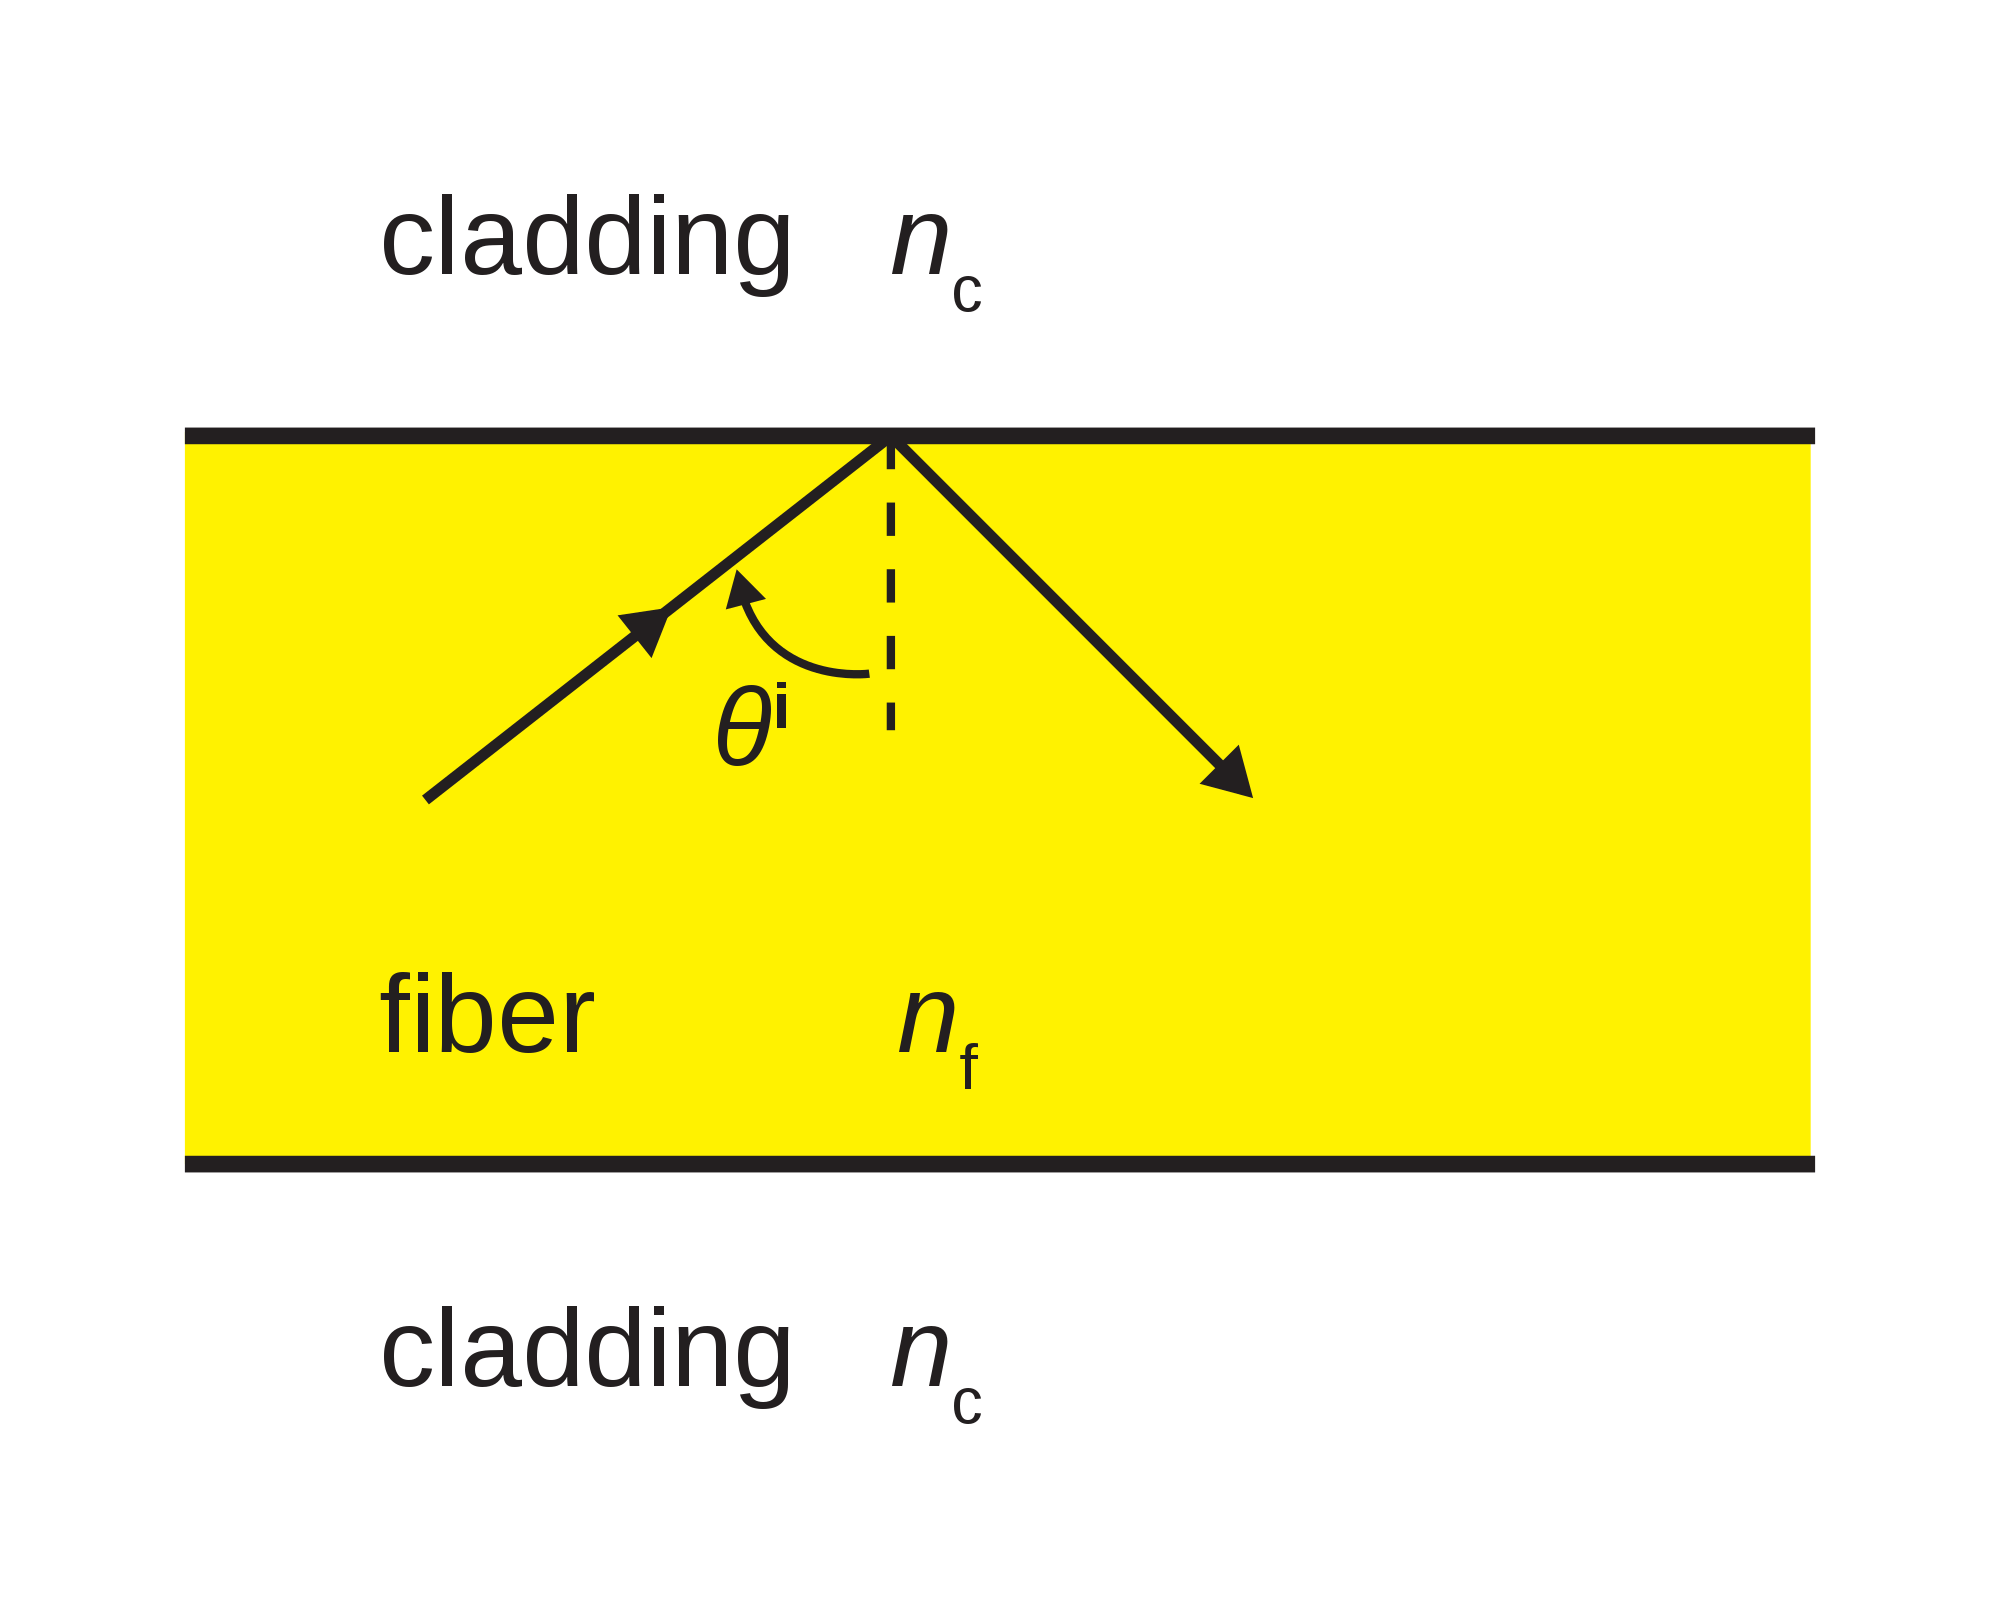 cladding n_c
θ^i
fiber n_f
cladding n_c